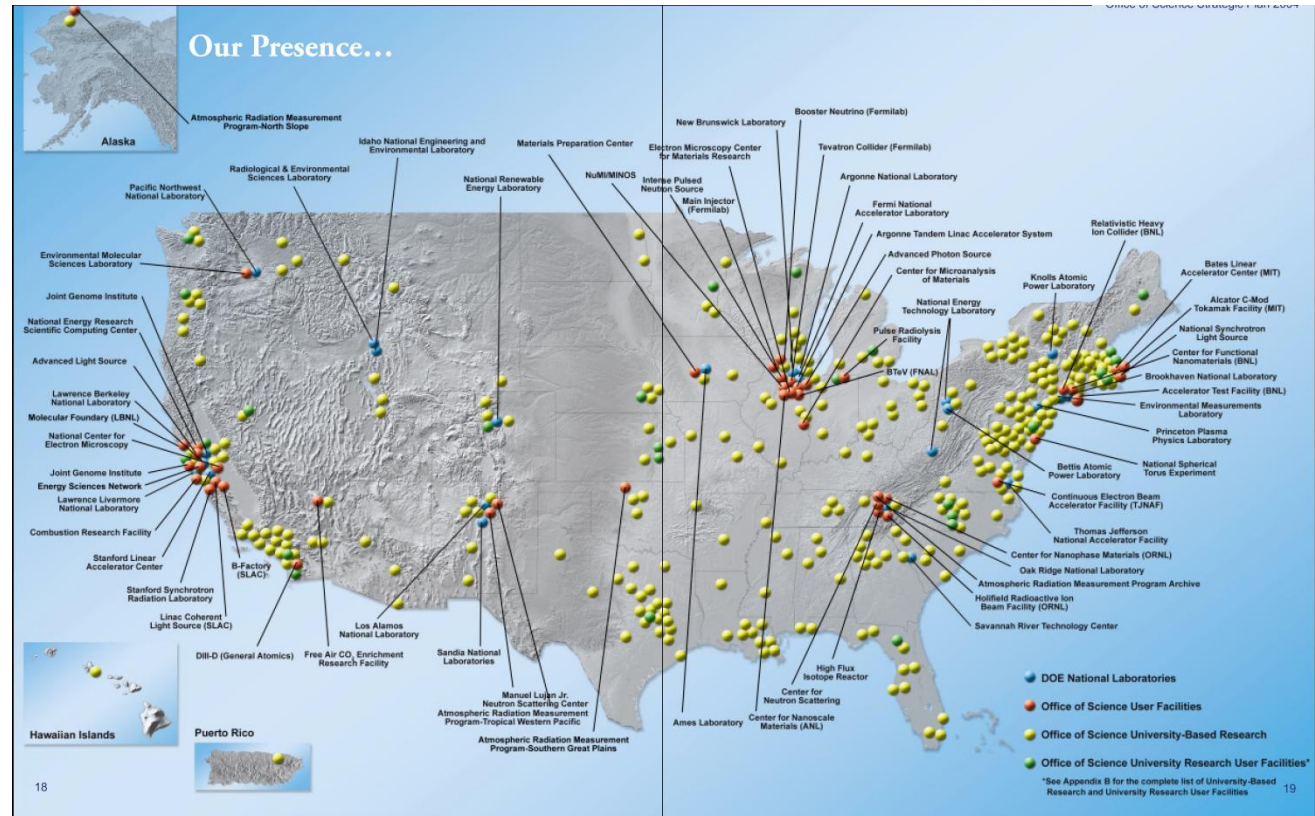 Office of Science Strategic Plan 2004
Our Presence…
Alaska
Atmospheric Radiation Measurement
Program-North Slope
Pacific Northwest
National Laboratory
Radiological & Environmental
Sciences Laboratory
Idaho National Engineering and
Environmental Laboratory
National Renewable
Energy Laboratory
Materials Preparation Center
NuMI/MINOS
New Brunswick Laboratory
Electron Microscopy Center
for Materials Research
Intense Pulsed
Neutron Source
Main Injector
(Fermilab)
Booster Neutrino (Fermilab)
Tevatron Collider (Fermilab)
Argonne National Laboratory
Fermi National
Accelerator Laboratory
Argonne Tandem Linac Accelerator System
Advanced Photon Source
Center for Microanalysis
of Materials
National Energy
Technology Laboratory
Pulse Radiolysis
Facility
BTeV (FNAL)
Relativistic Heavy
Ion Collider (BNL)
Knolls Atomic
Power Laboratory
Bates Linear
Accelerator Center (MIT)
Alcator C-Mod
Tokamak Facility (MIT)
National Synchrotron
Light Source
Center for Functional
Nanomaterials (BNL)
Brookhaven National Laboratory
Accelerator Test Facility (BNL)
Environmental Measurements
Laboratory
Princeton Plasma
Physics Laboratory
National Spherical
Torus Experiment
Bettis Atomic
Power Laboratory
Continuous Electron Beam
Accelerator Facility (TJNAF)
Thomas Jefferson
National Accelerator Facility
Center for Nanophase Materials (ORNL)
Oak Ridge National Laboratory
Atmospheric Radiation Measurement Program Archive
Holifield Radioactive Ion
Beam Facility (ORNL)
Savannah River Technology Center
Environmental Molecular
Sciences Laboratory
Joint Genome Institute
National Energy Research
Scientific Computing Center
Advanced Light Source
Lawrence Berkeley
National Laboratory
Molecular Foundary (LBNL)
National Center for
Electron Microscopy
Joint Genome Institute
Energy Sciences Network
Lawrence Livermore
National Laboratory
Combustion Research Facility
Stanford Linear
Accelerator Center
Stanford Synchrotron
Radiation Laboratory
B-Factory
(SLAC)
Linac Coherent
Light Source (SLAC)
DIII-D (General Atomics)
Free Air CO₂ Enrichment
Research Facility
Los Alamos
National Laboratory
Sandia National
Laboratories
Manuel Lujan Jr.
Neutron Scattering Center
Atmospheric Radiation Measurement
Program-Tropical Western Pacific
Atmospheric Radiation Measurement
Program-Southern Great Plains
Ames Laboratory
Center for Nanoscale
Materials (ANL)
Center for
Neutron Scattering
High Flux
Isotope Reactor
Hawaiian Islands
Puerto Rico
DOE National Laboratories
Office of Science User Facilities
Office of Science University-Based Research
Office of Science University Research User Facilities*
*See Appendix B for the complete list of University-Based
Research and University Research User Facilities
18
19